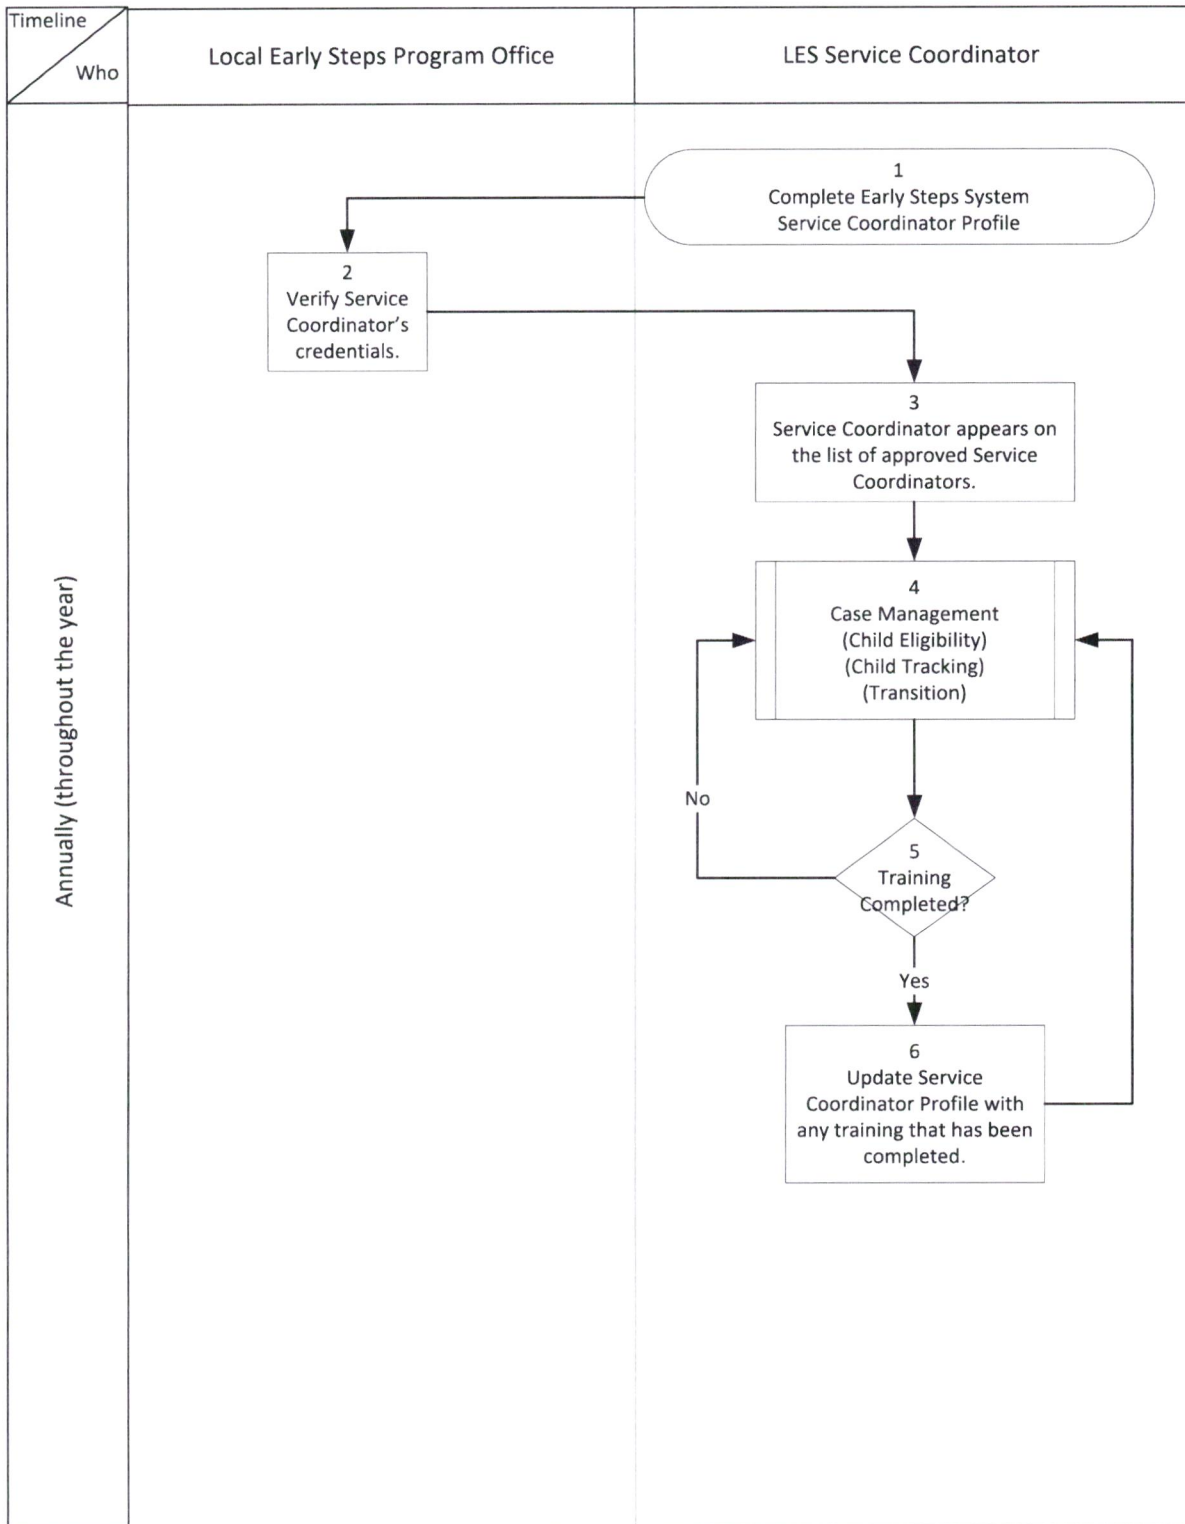 Timeline
Who
Local Early Steps Program Office
LES Service Coordinator
Annually (throughout the year)
1
Complete Early Steps System
Service Coordinator Profile
2
Verify Service
Coordinator's
credentials.
3
Service Coordinator appears on
the list of approved Service
Coordinators.
4
Case Management
(Child Eligibility)
(Child Tracking)
(Transition)
No
5
Training
Completed?
Yes
6
Update Service
Coordinator Profile with
any training that has been
completed.